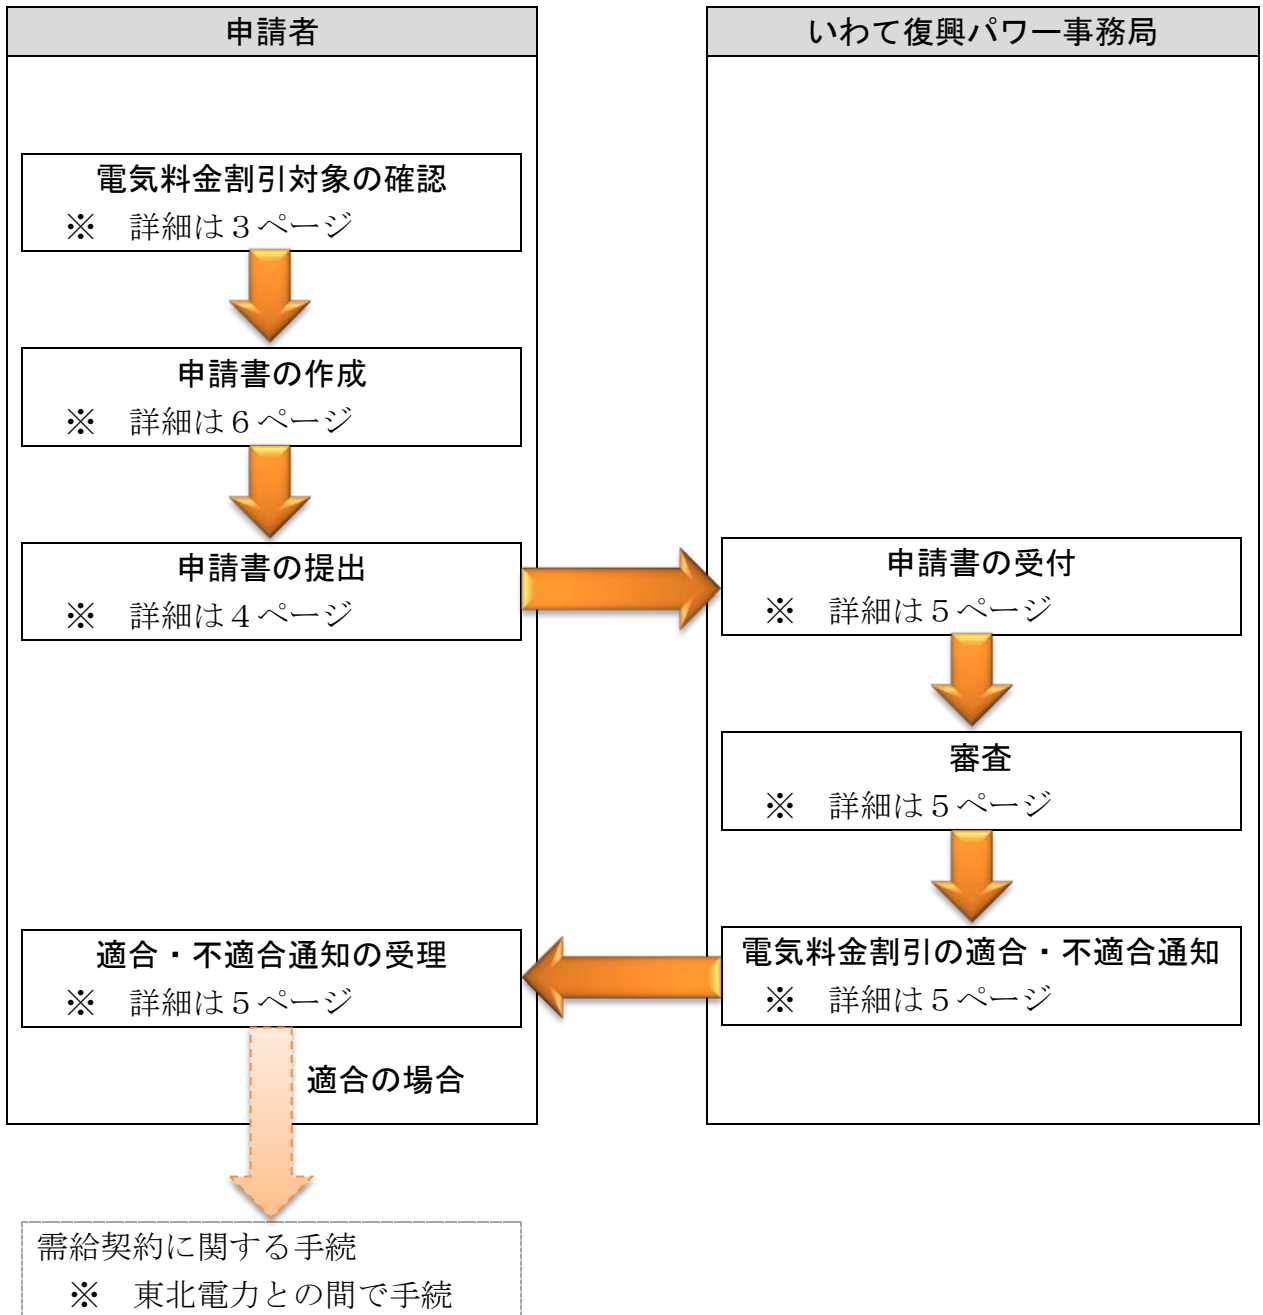 申請者
いわて復興パワー事務局
電気料金割引対象の確認
※　詳細は３ページ
申請書の作成
※　詳細は６ページ
申請書の提出
※　詳細は４ページ
申請書の受付
※　詳細は５ページ
審査
※　詳細は５ページ
電気料金割引の適合・不適合通知
※　詳細は５ページ
適合・不適合通知の受理
※　詳細は５ページ
適合の場合
需給契約に関する手続
※　東北電力との間で手続